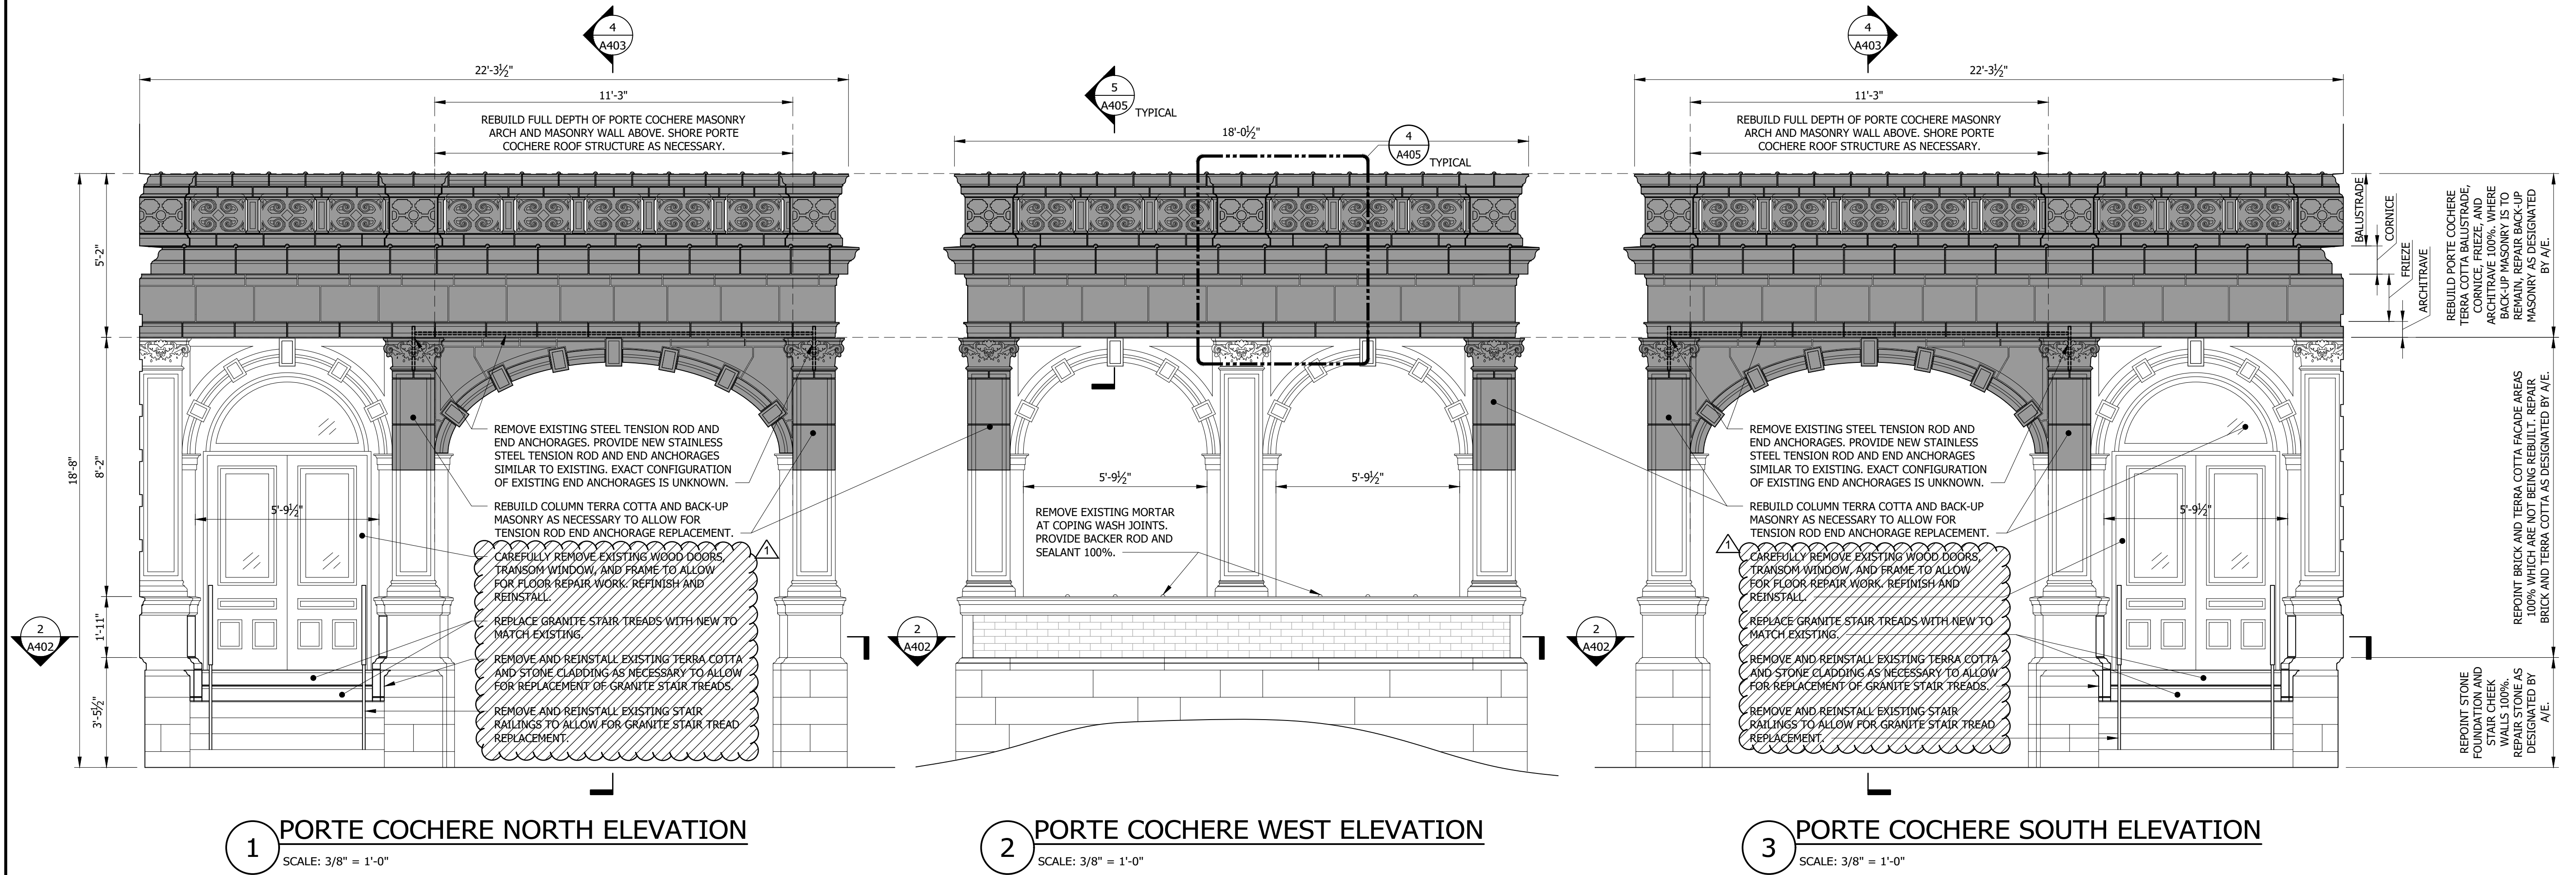 4
A403
22'-3½"
11'-3"
REBUILD FULL DEPTH OF PORTE COCHERE MASONRY
ARCH AND MASONRY WALL ABOVE. SHORE PORTE
COCHERE ROOF STRUCTURE AS NECESSARY.
18'-8"
5'-2"
8'-2"
1'-11"
3'-5½"
5'-9½"
REMOVE EXISTING STEEL TENSION ROD AND
END ANCHORAGES. PROVIDE NEW STAINLESS
STEEL TENSION ROD AND END ANCHORAGES
SIMILAR TO EXISTING. EXACT CONFIGURATION
OF EXISTING END ANCHORAGES IS UNKNOWN.
REBUILD COLUMN TERRA COTTA AND BACK-UP
MASONRY AS NECESSARY TO ALLOW FOR
TENSION ROD END ANCHORAGE REPLACEMENT.
1
CAREFULLY REMOVE EXISTING WOOD DOORS,
TRANSOM WINDOW, AND FRAME TO ALLOW
FOR FLOOR REPAIR WORK. REFINISH AND
REINSTALL.
REPLACE GRANITE STAIR TREADS WITH NEW TO
MATCH EXISTING.
REMOVE AND REINSTALL EXISTING TERRA COTTA
AND STONE CLADDING AS NECESSARY TO ALLOW
FOR REPLACEMENT OF GRANITE STAIR TREADS.
REMOVE AND REINSTALL EXISTING STAIR
RAILINGS TO ALLOW FOR GRANITE STAIR TREAD
REPLACEMENT.
2
A402
1
PORTE COCHERE NORTH ELEVATION
SCALE: 3/8" = 1'-0"
5
A405
TYPICAL
18'-0½"
4
A405
TYPICAL
5'-9½"
5'-9½"
REMOVE EXISTING MORTAR
AT COPING WASH JOINTS.
PROVIDE BACKER ROD AND
SEALANT 100%.
2
A402
2
PORTE COCHERE WEST ELEVATION
SCALE: 3/8" = 1'-0"
4
A403
22'-3½"
11'-3"
REBUILD FULL DEPTH OF PORTE COCHERE MASONRY
ARCH AND MASONRY WALL ABOVE. SHORE PORTE
COCHERE ROOF STRUCTURE AS NECESSARY.
REMOVE EXISTING STEEL TENSION ROD AND
END ANCHORAGES. PROVIDE NEW STAINLESS
STEEL TENSION ROD AND END ANCHORAGES
SIMILAR TO EXISTING. EXACT CONFIGURATION
OF EXISTING END ANCHORAGES IS UNKNOWN.
REBUILD COLUMN TERRA COTTA AND BACK-UP
MASONRY AS NECESSARY TO ALLOW FOR
TENSION ROD END ANCHORAGE REPLACEMENT.
1
CAREFULLY REMOVE EXISTING WOOD DOORS,
TRANSOM WINDOW, AND FRAME TO ALLOW
FOR FLOOR REPAIR WORK. REFINISH AND
REINSTALL.
REPLACE GRANITE STAIR TREADS WITH NEW TO
MATCH EXISTING.
REMOVE AND REINSTALL EXISTING TERRA COTTA
AND STONE CLADDING AS NECESSARY TO ALLOW
FOR REPLACEMENT OF GRANITE STAIR TREADS.
REMOVE AND REINSTALL EXISTING STAIR
RAILINGS TO ALLOW FOR GRANITE STAIR TREAD
REPLACEMENT.
5'-9½"
2
A402
3
PORTE COCHERE SOUTH ELEVATION
SCALE: 3/8" = 1'-0"
BALUSTRADE
CORNICE
FRIEZE
ARCHITRAVE
REBUILD PORTE COCHERE
TERRA COTTA BALUSTRADE,
CORNICE, FRIEZE, AND
ARCHITRAVE 100%. WHERE
BACK-UP MASONRY IS TO
REMAIN, REPAIR BACK-UP
MASONRY AS DESIGNATED
BY A/E.
REPOINT BRICK AND TERRA COTTA FACADE AREAS
100% WHICH ARE NOT BEING REBUILT. REPAIR
BRICK AND TERRA COTTA AS DESIGNATED BY A/E.
REPOINT STONE
FOUNDATION AND
STAIR CHEEK
WALLS 100%.
REPAIR STONE AS
DESIGNATED BY
A/E.